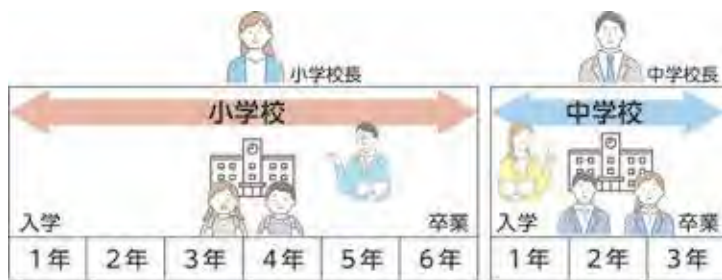 小学校長
中学校長
小学校
中学校
入学
卒業
入学
卒業
1年 2年 3年 4年 5年 6年
1年 2年 3年